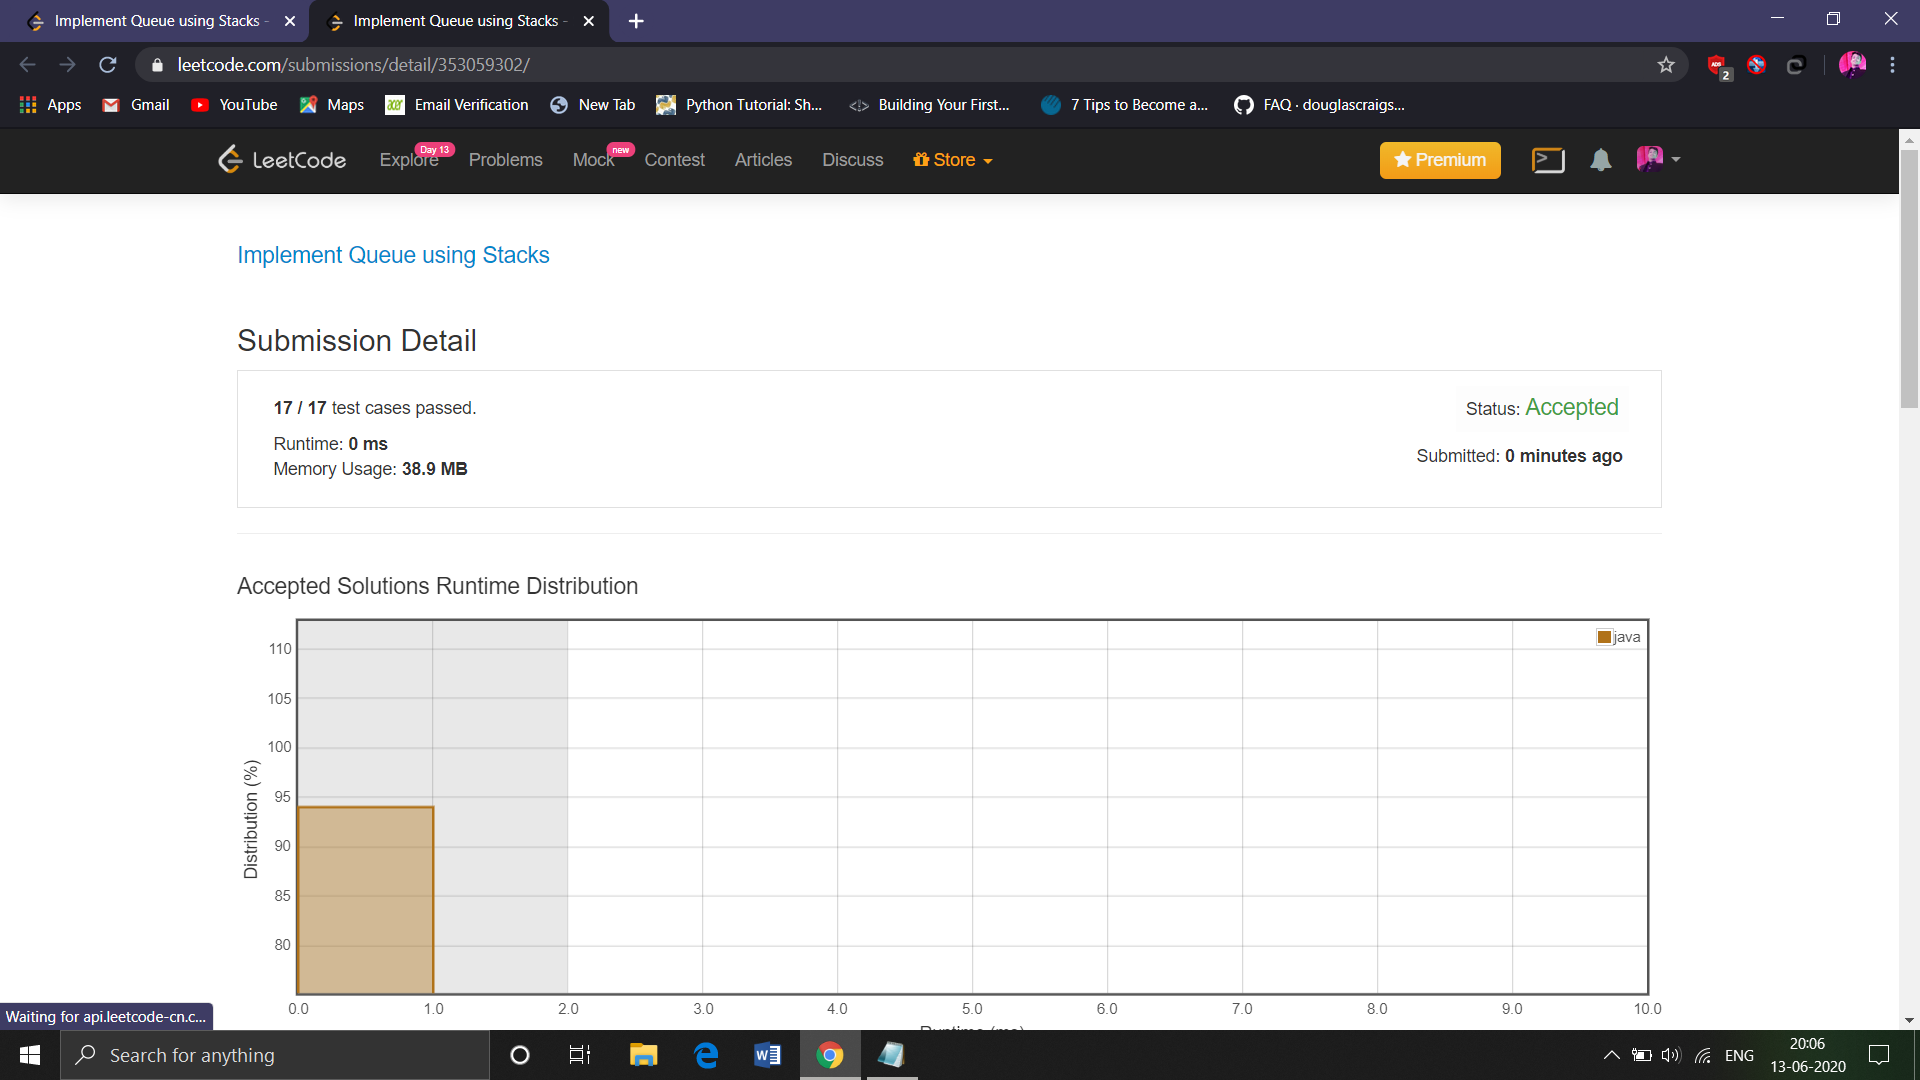 Implement Queue using Stacks -
Implement Queue using Stacks -
leetcode.com/submissions/detail/353059302/
ADS
2
Apps
Gmail
YouTube
acer
Email Verification
New Tab
Python Tutorial: Sh...
Building Your First...
7 Tips to Become a...
FAQ · douglascraigs...
LeetCode
Explore
Day 13
Problems
Mock
new
Contest
Articles
Discuss
Store
Premium
Implement Queue using Stacks
Submission Detail
17 / 17 test cases passed.
Status: Accepted
Runtime: 0 ms
Memory Usage: 38.9 MB
Submitted: 0 minutes ago
Accepted Solutions Runtime Distribution
java
110
105
100
95
90
85
80
Distribution (%)
0.0 1.0 2.0 3.0 4.0 5.0 6.0 7.0 8.0 9.0 10.0
Runtime (ms)
Waiting for api.leetcode-cn.c...
Search for anything
ENG
20:06
13-06-2020